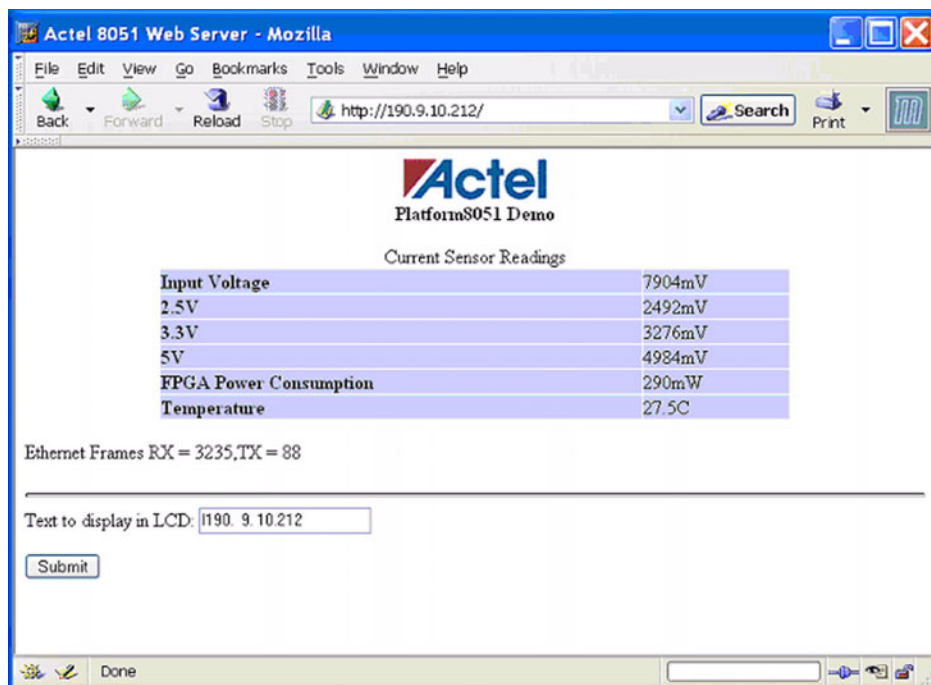 Actel 8051 Web Server - Mozilla
File Edit View Go Bookmarks Tools Window Help
Back Forward Reload Stop http://190.9.10.212/ Search Print
Actel
Platform8051 Demo
Current Sensor Readings
Input Voltage 7904mV
2.5V 2492mV
3.3V 3276mV
5V 4984mV
FPGA Power Consumption 290mW
Temperature 27.5C
Ethernet Frames RX = 3235,TX = 88
Text to display in LCD: I190. 9.10.212
Submit
Done